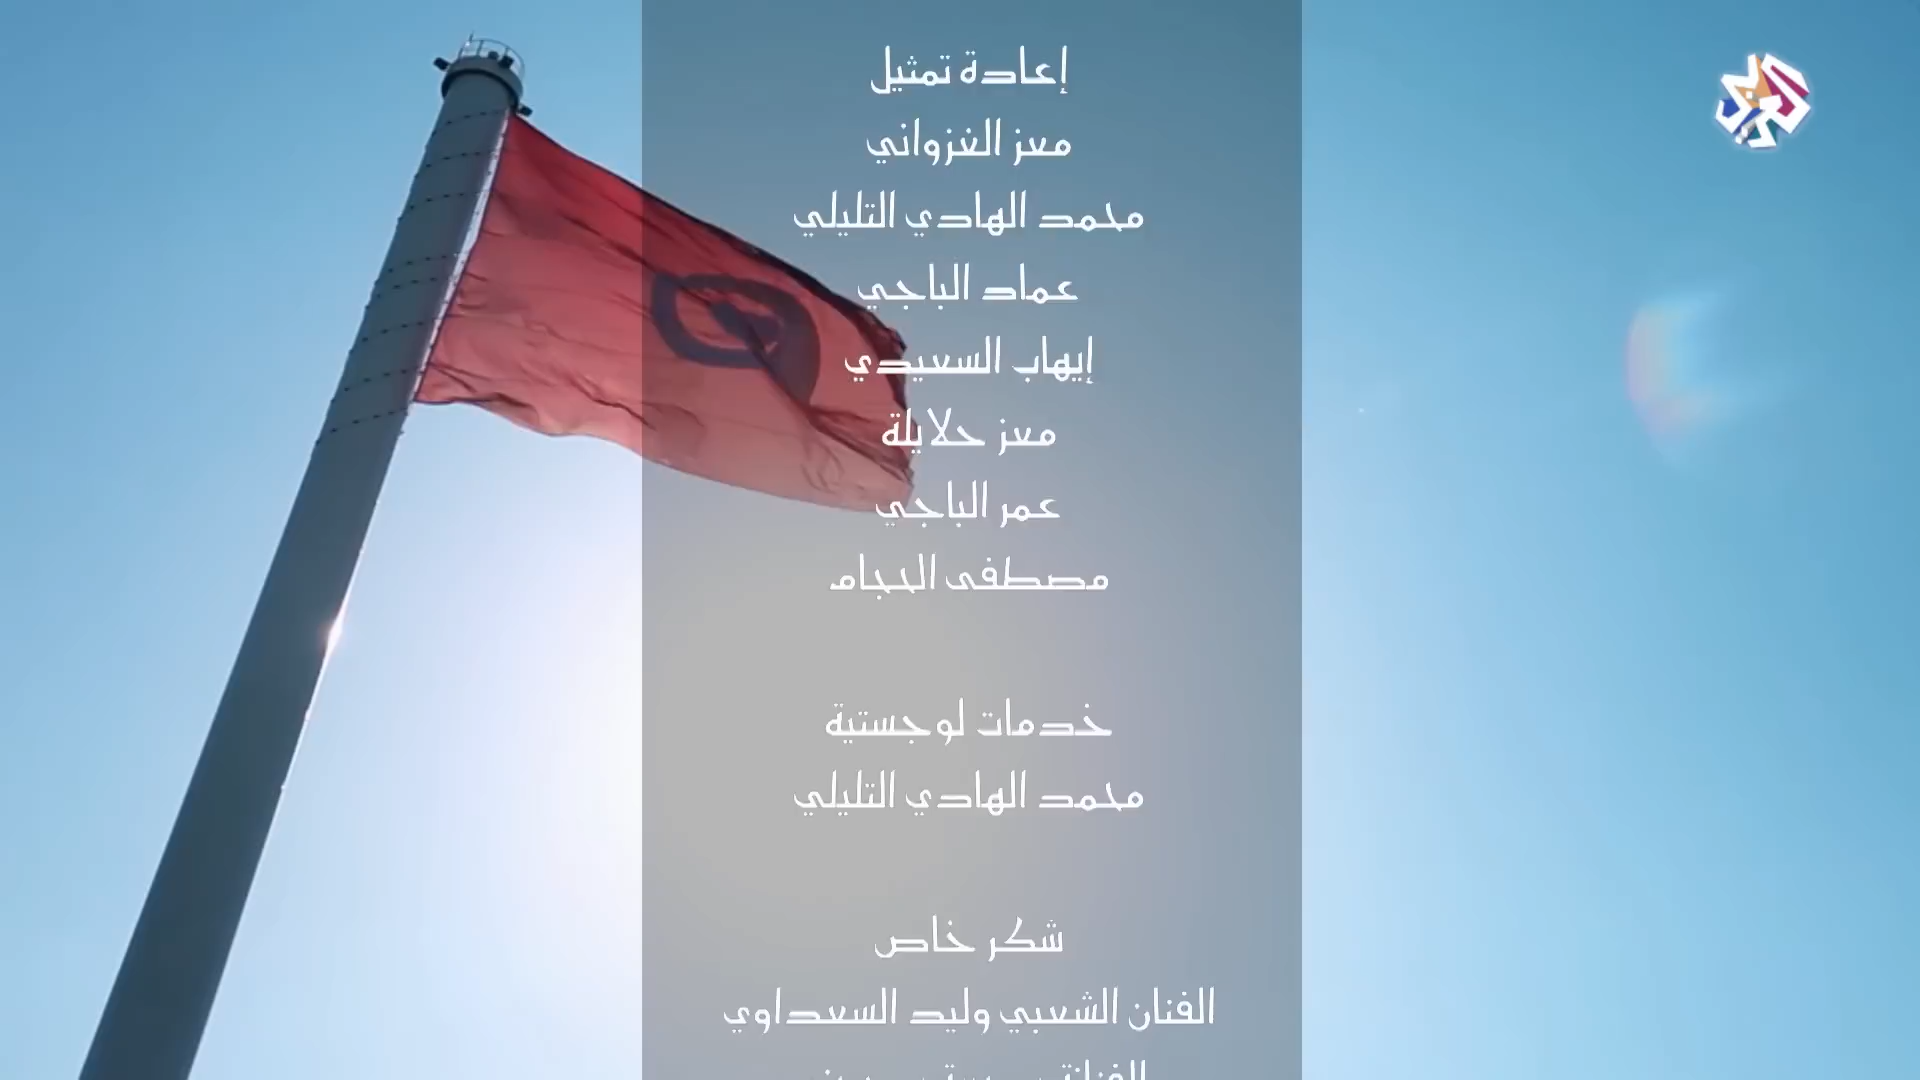 إعادة تمثيل
معز الغزواني
محمد الهادي التليلي
عماد الباجي
إيهاب السعيدي
معز حلايلة
عمر الباجي
مصطفى الحجام
خدمات لوجستية
محمد الهادي التليلي
شكر خاص
الفنان الشعبي وليد السعداوي